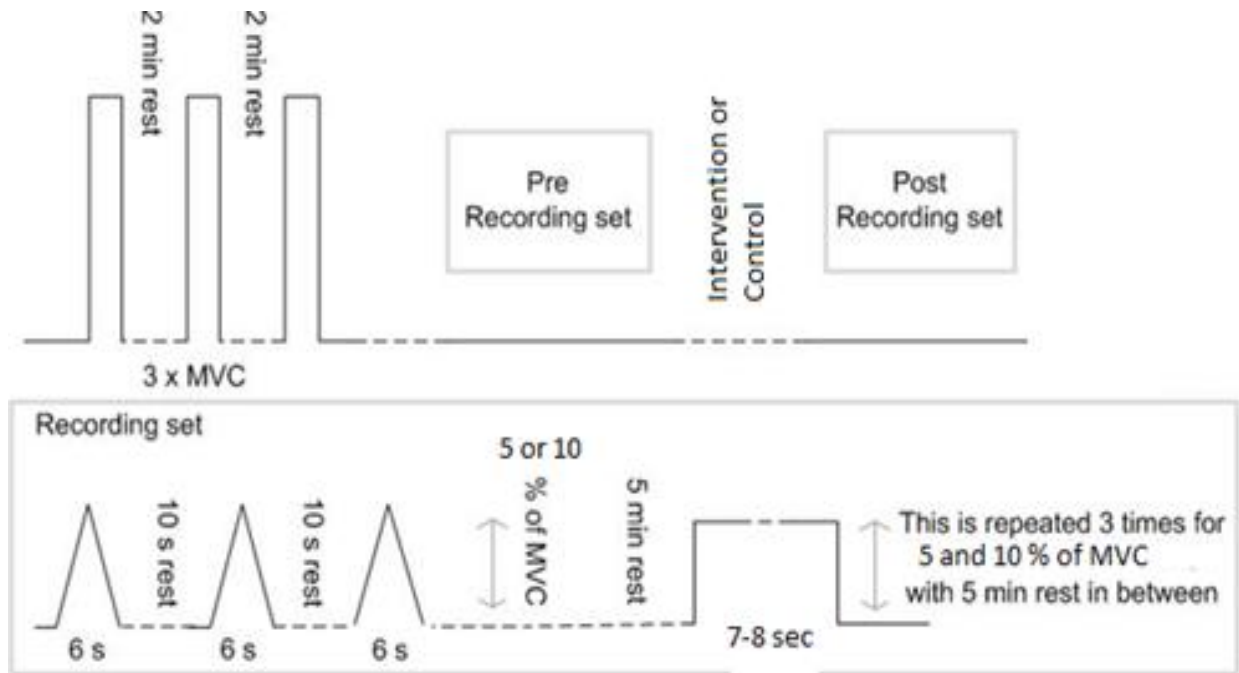 2 min rest
2 min rest
3 x MVC
Pre
Recording set
Intervention or
Control
Post
Recording set
Recording set
6 s
10 s rest
6 s
10 s rest
6 s
5 or 10
% of MVC
5 min rest
7-8 sec
This is repeated 3 times for
5 and 10 % of MVC
with 5 min rest in between